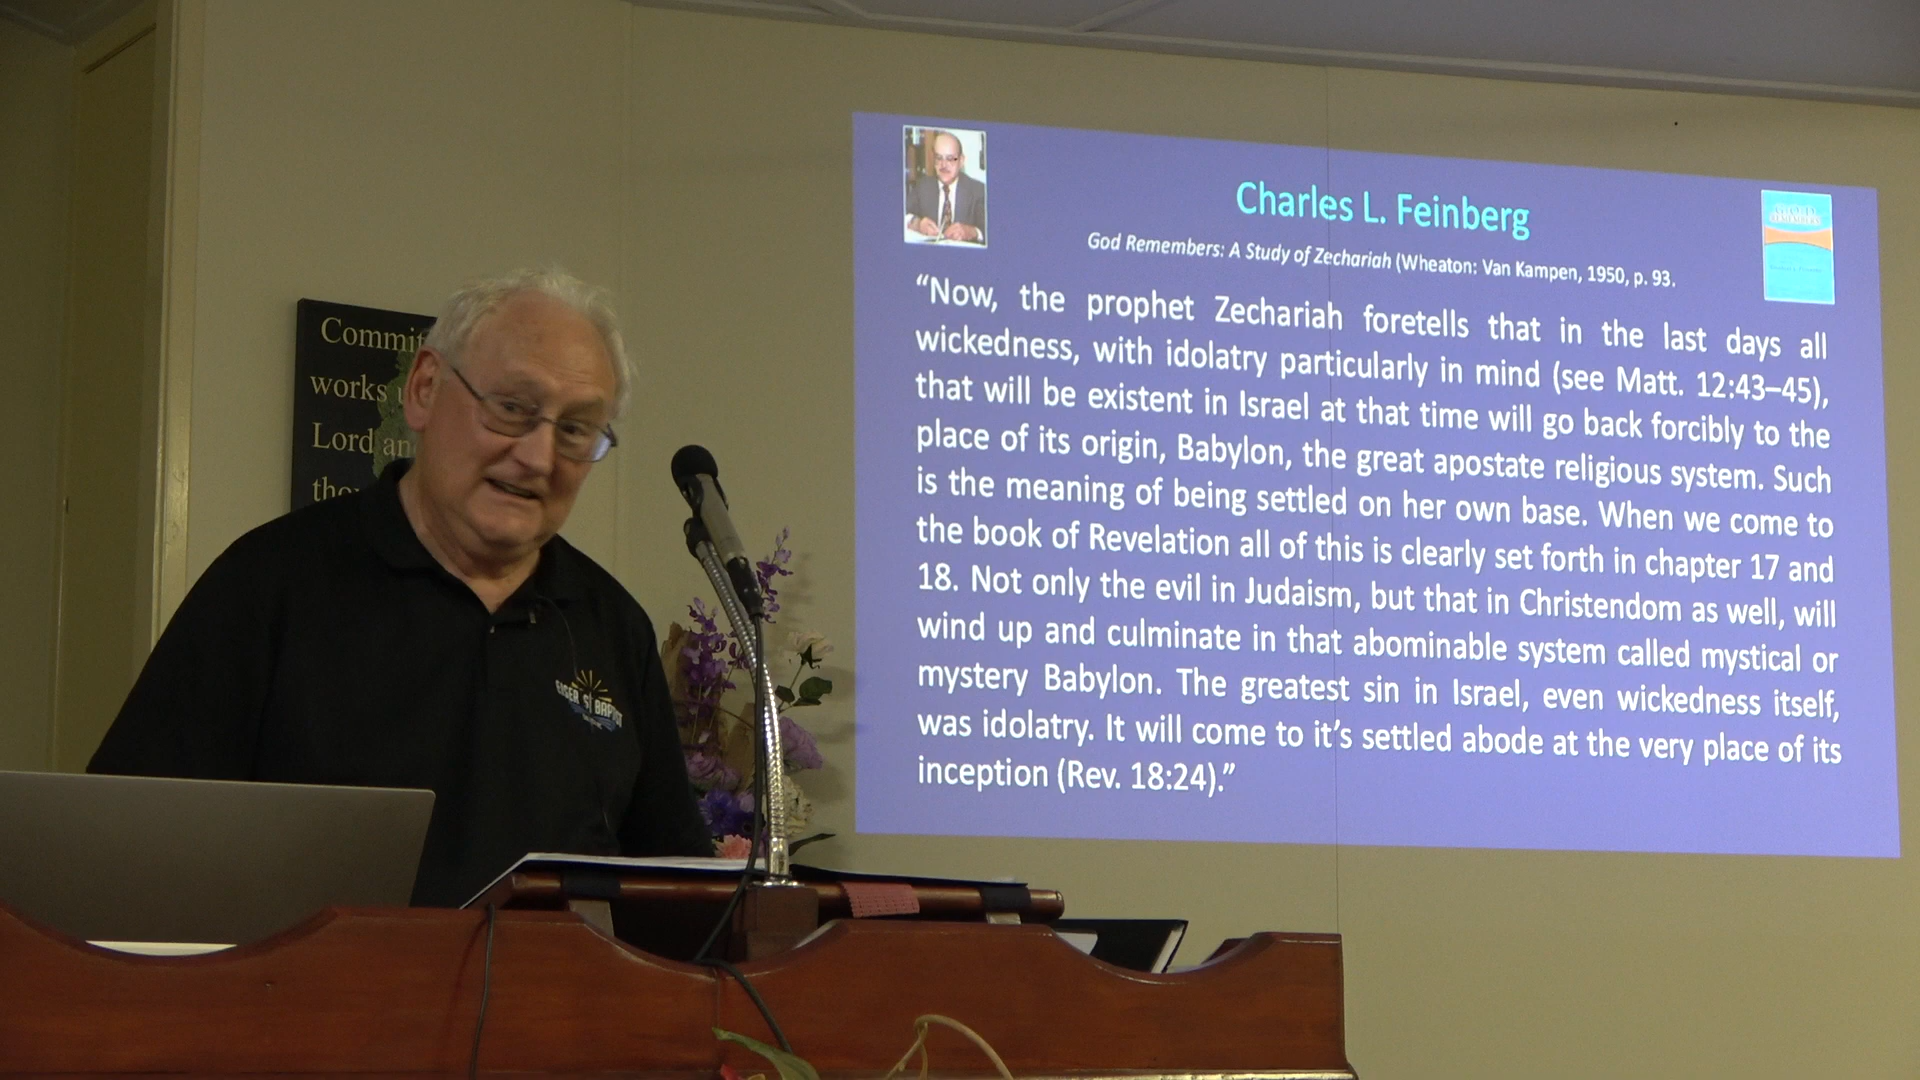 Commit
works
Lord an
tho
EISER ST BAPTIST
Charles L. Feinberg
God Remembers: A Study of Zechariah (Wheaton: Van Kampen, 1950, p. 93.
“Now, the prophet Zechariah foretells that in the last days all
wickedness, with idolatry particularly in mind (see Matt. 12:43–45),
that will be existent in Israel at that time will go back forcibly to the
place of its origin, Babylon, the great apostate religious system. Such
is the meaning of being settled on her own base. When we come to
the book of Revelation all of this is clearly set forth in chapter 17 and
18. Not only the evil in Judaism, but that in Christendom as well, will
wind up and culminate in that abominable system called mystical or
mystery Babylon. The greatest sin in Israel, even wickedness itself,
was idolatry. It will come to it’s settled abode at the very place of its
inception (Rev. 18:24).”